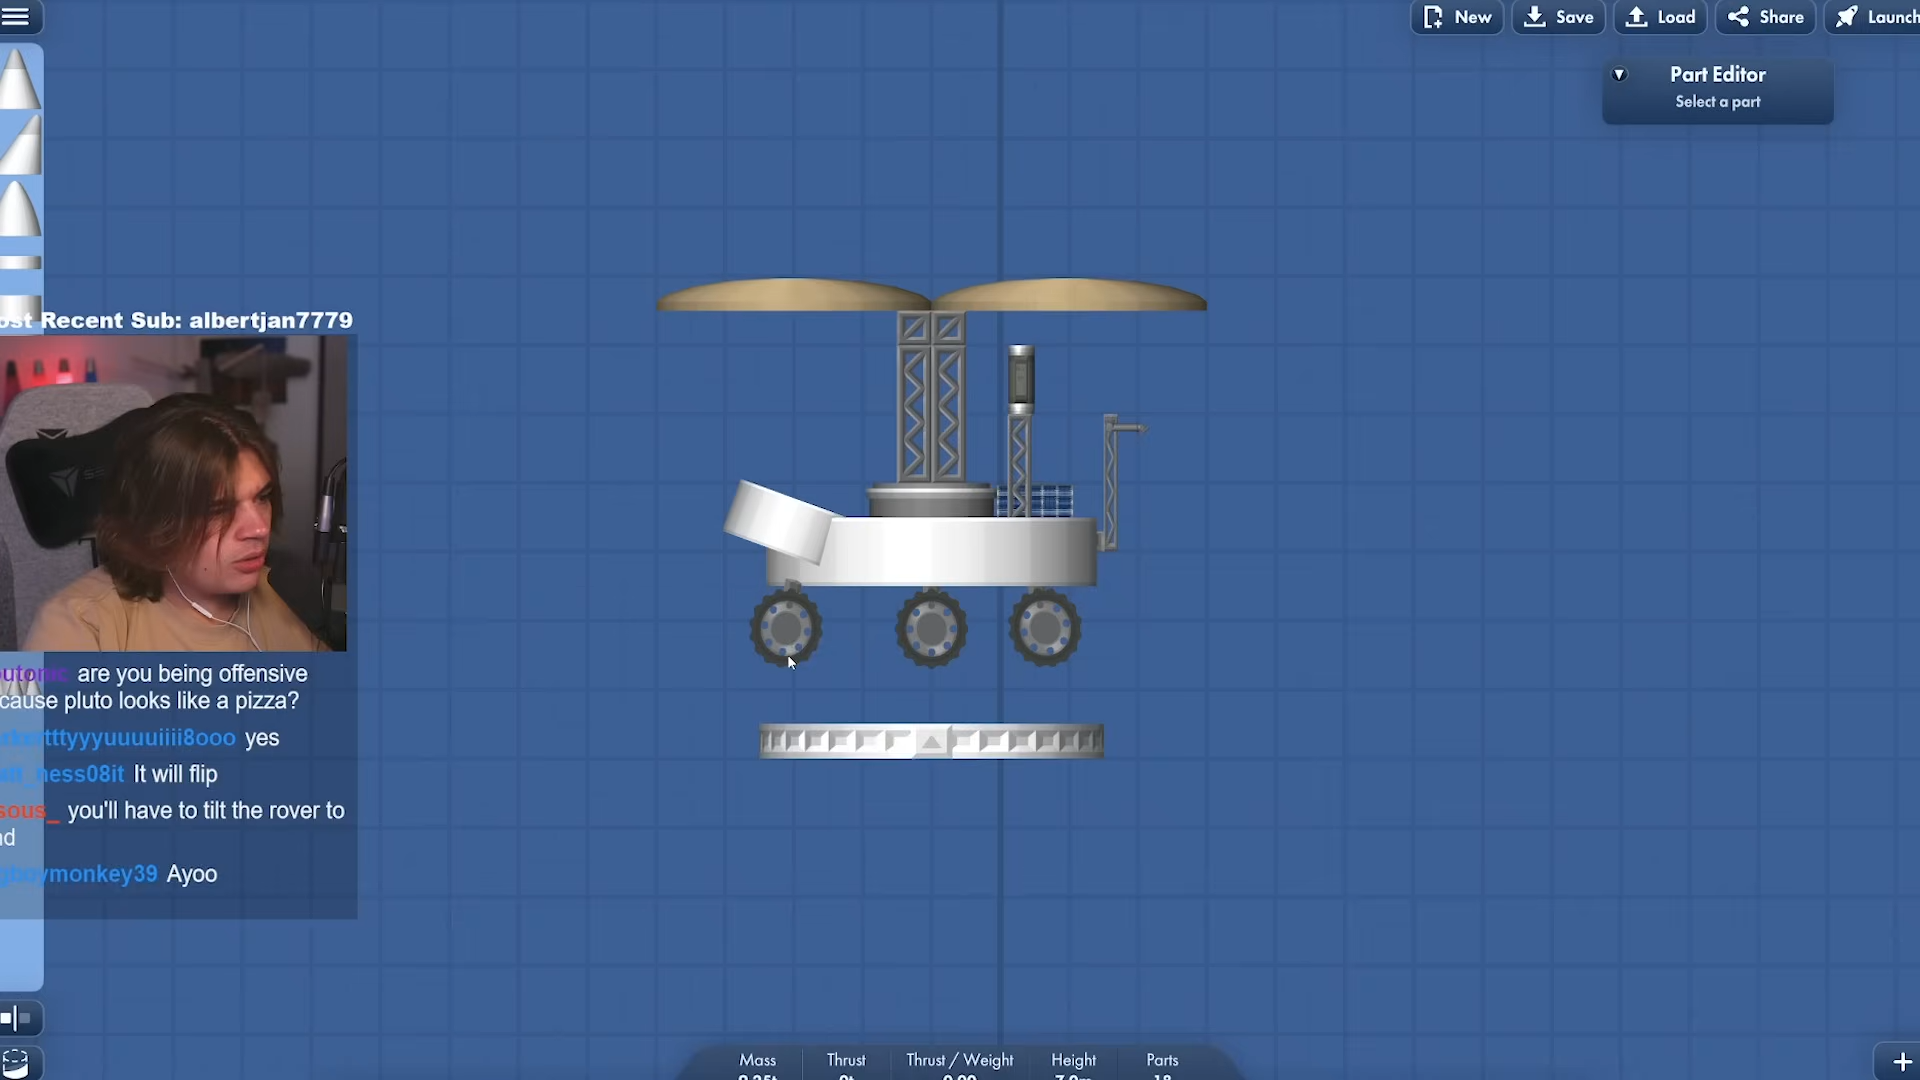 New Save Load Share Launch
Part Editor
Select a part
Recent Sub: albertjan7779
are you being offensive
cause pluto looks like a pizza?
yes
It will flip
you'll have to tilt the rover to
Ayoo
Mass Thrust Thrust / Weight Height Parts